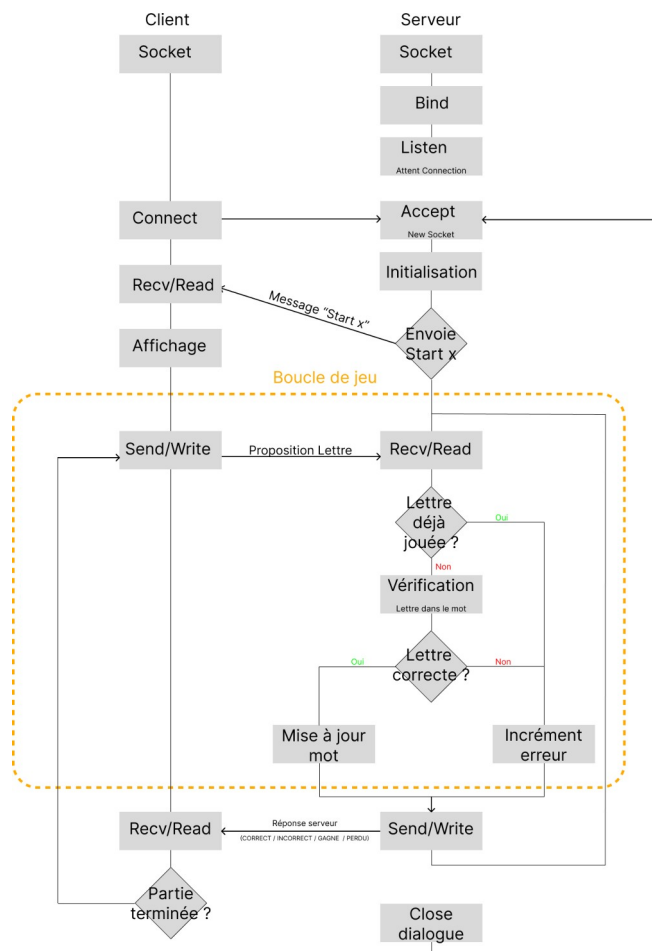 Client
Serveur
Socket
Socket
Bind
Listen
Attent Connection
Connect
Accept
New Socket
Recv/Read
Initialisation
Message “Start x”
Affichage
Envoie
Start x
Boucle de jeu
Send/Write
Proposition Lettre
Recv/Read
Lettre
déjà
jouée ?
Oui
Non
Vérification
Lettre dans le mot
Lettre
correcte ?
Oui
Non
Mise à jour
mot
Incrément
erreur
Recv/Read
Réponse serveur
(CORRECT / INCORRECT / GAGNE / PERDU)
Send/Write
Partie
terminée ?
Close
dialogue